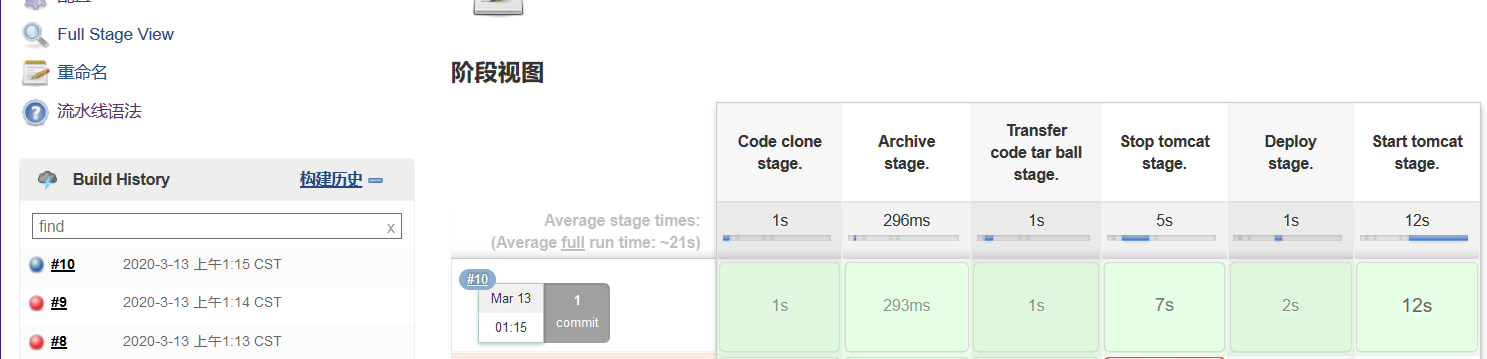 配置
Full Stage View
重命名
流水线语法
Build History 构建历史
find x
#10 2020-3-13 上午1:15 CST
#9 2020-3-13 上午1:14 CST
#8 2020-3-13 上午1:13 CST
阶段视图
Code clone
stage.
Archive
stage.
Transfer
code tar ball
stage.
Stop tomcat
stage.
Deploy
stage.
Start tomcat
stage.
Average stage times:
(Average full run time: ~21s)
1s 296ms 1s 5s 1s 12s
#10
Mar 13
01:15
1
commit
1s 293ms 1s 7s 2s 12s